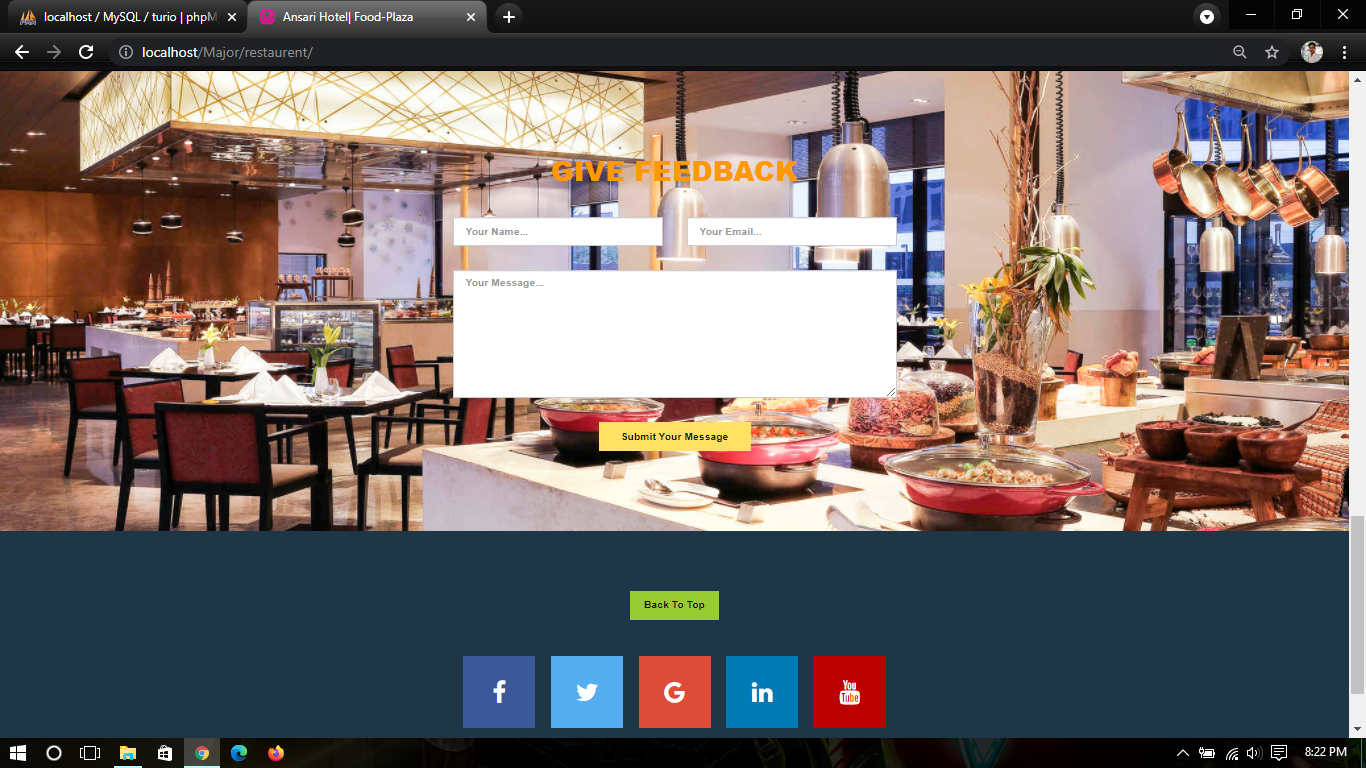 localhost / MySQL / turio | phpM
Ansari Hotel| Food-Plaza
localhost/Major/restaurent/
GIVE FEEDBACK
Your Name...
Your Email...
Your Message...
Submit Your Message
Back To Top
f
G
in
You
Tube
8:22 PM